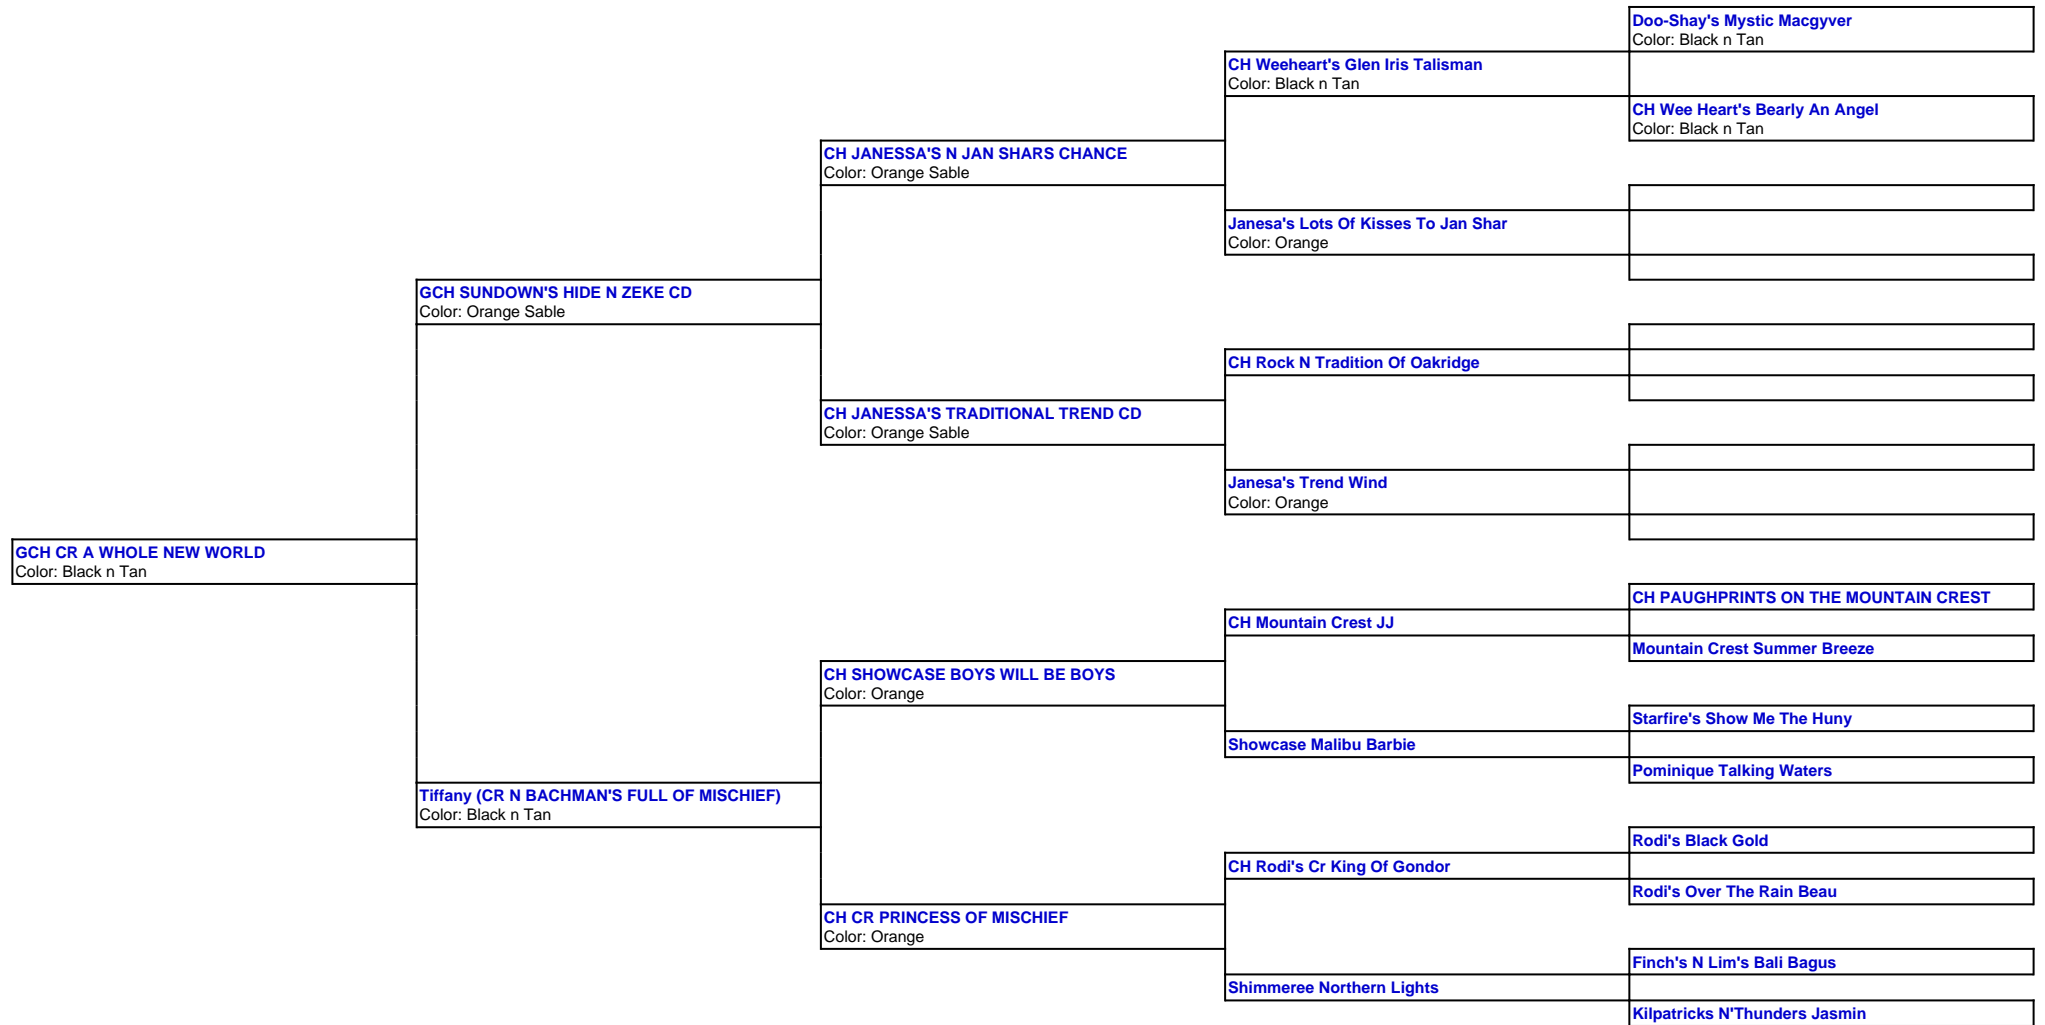 Doo-Shay's Mystic Macgyver
Color: Black n Tan
CH Weeheart's Glen Iris Talisman
Color: Black n Tan
CH Wee Heart's Bearly An Angel
Color: Black n Tan
CH JANESSA'S N JAN SHARS CHANCE
Color: Orange Sable
Janesa's Lots Of Kisses To Jan Shar
Color: Orange
GCH SUNDOWN'S HIDE N ZEKE CD
Color: Orange Sable
CH Rock N Tradition Of Oakridge
CH JANESSA'S TRADITIONAL TREND CD
Color: Orange Sable
Janesa's Trend Wind
Color: Orange
GCH CR A WHOLE NEW WORLD
Color: Black n Tan
CH PAUGHPRINTS ON THE MOUNTAIN CREST
CH Mountain Crest JJ
Mountain Crest Summer Breeze
CH SHOWCASE BOYS WILL BE BOYS
Color: Orange
Starfire's Show Me The Huny
Showcase Malibu Barbie
Pominique Talking Waters
Tiffany (CR N BACHMAN'S FULL OF MISCHIEF)
Color: Black n Tan
Rodi's Black Gold
CH Rodi's Cr King Of Gondor
Rodi's Over The Rain Beau
CH CR PRINCESS OF MISCHIEF
Color: Orange
Finch's N Lim's Bali Bagus
Shimmeree Northern Lights
Kilpatricks N'Thunders Jasmin